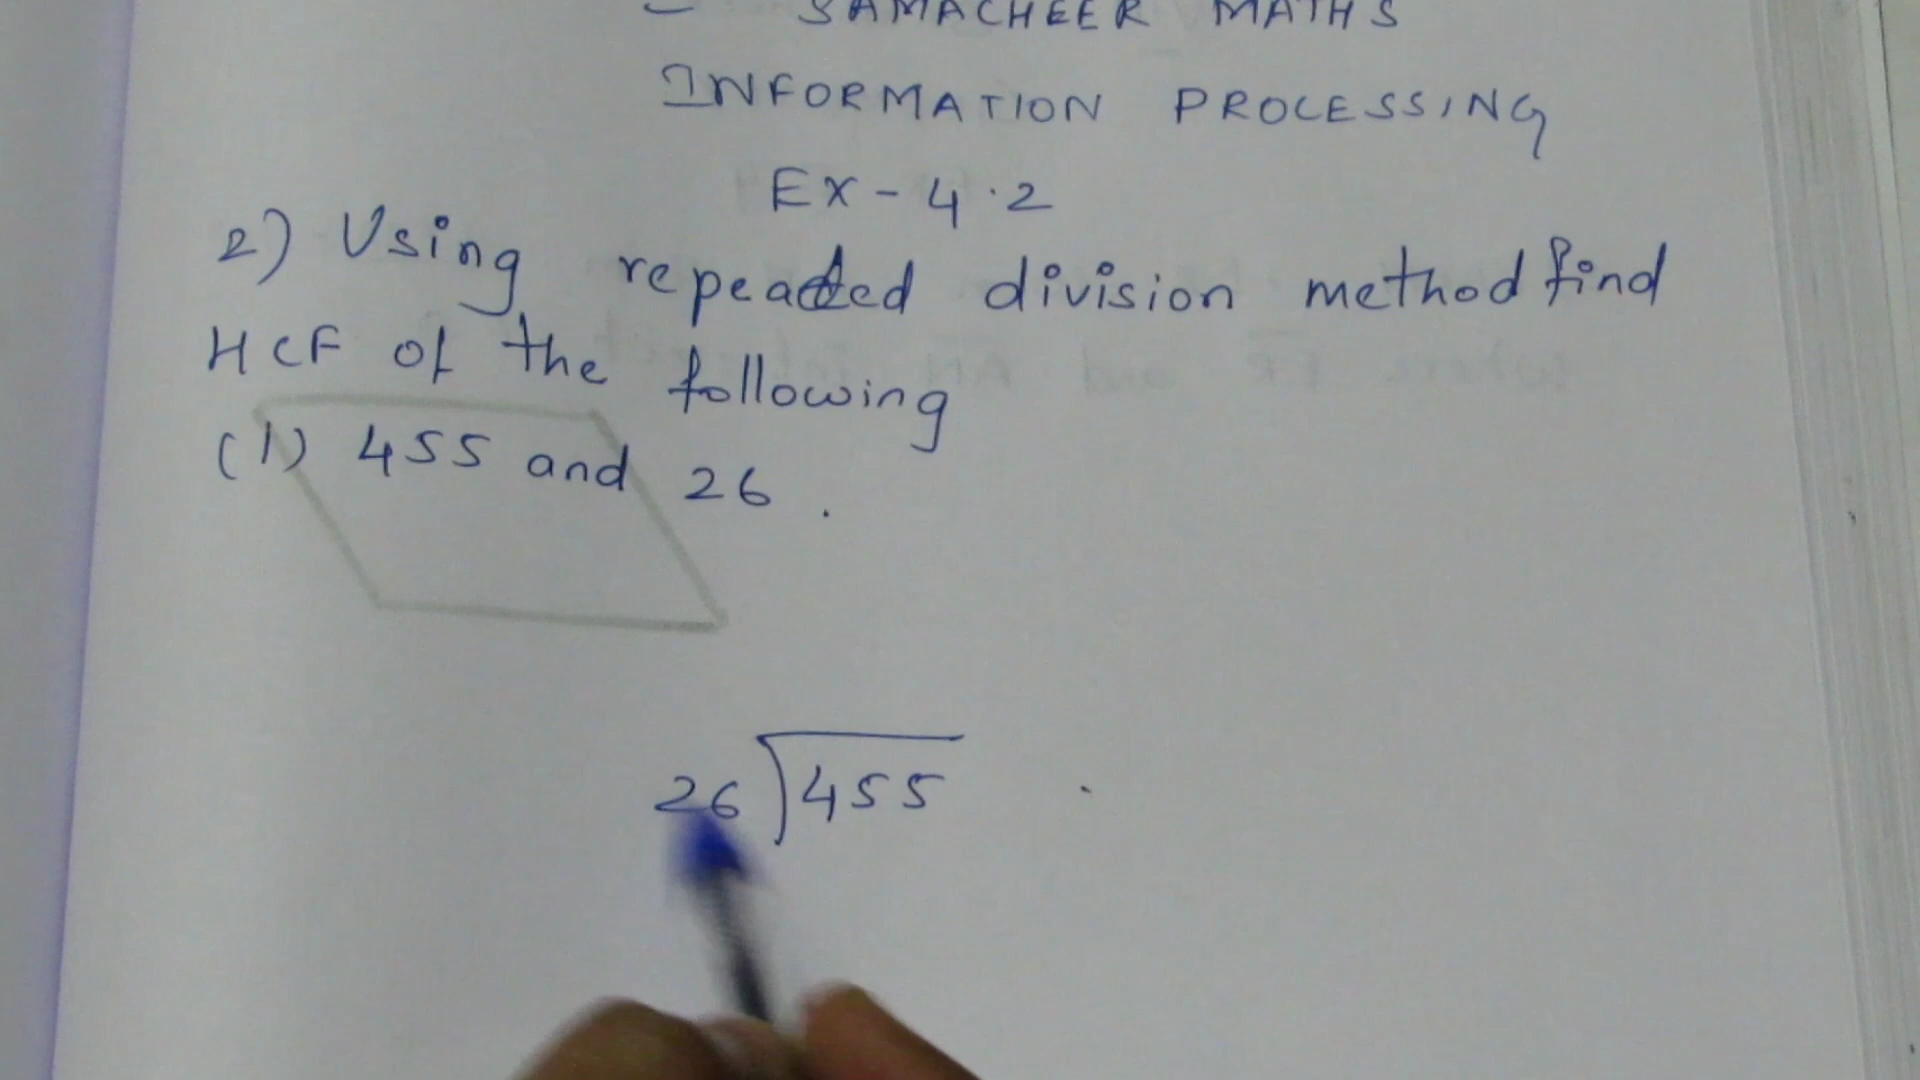 - SAMACHEER MATHS
INFORMATION PROCESSING
EX - 4.2
2) Using repeated division method find
HCF of the following
(1) 455 and 26.
26 455